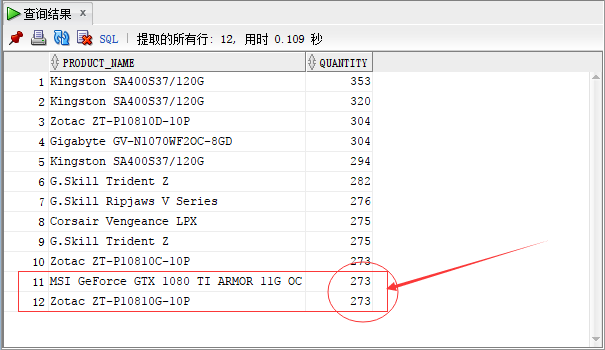 查询结果 ×
SQL | 提取的所有行: 12, 用时 0.109 秒
PRODUCT_NAME QUANTITY
1 Kingston SA400S37/120G 353
2 Kingston SA400S37/120G 320
3 Zotac ZT-P10810D-10P 304
4 Gigabyte GV-N1070WF2OC-8GD 304
5 Kingston SA400S37/120G 294
6 G.Skill Trident Z 282
7 G.Skill Ripjaws V Series 276
8 Corsair Vengeance LPX 275
9 G.Skill Trident Z 275
10 Zotac ZT-P10810C-10P 273
11 MSI GeForce GTX 1080 TI ARMOR 11G OC 273
12 Zotac ZT-P10810G-10P 273